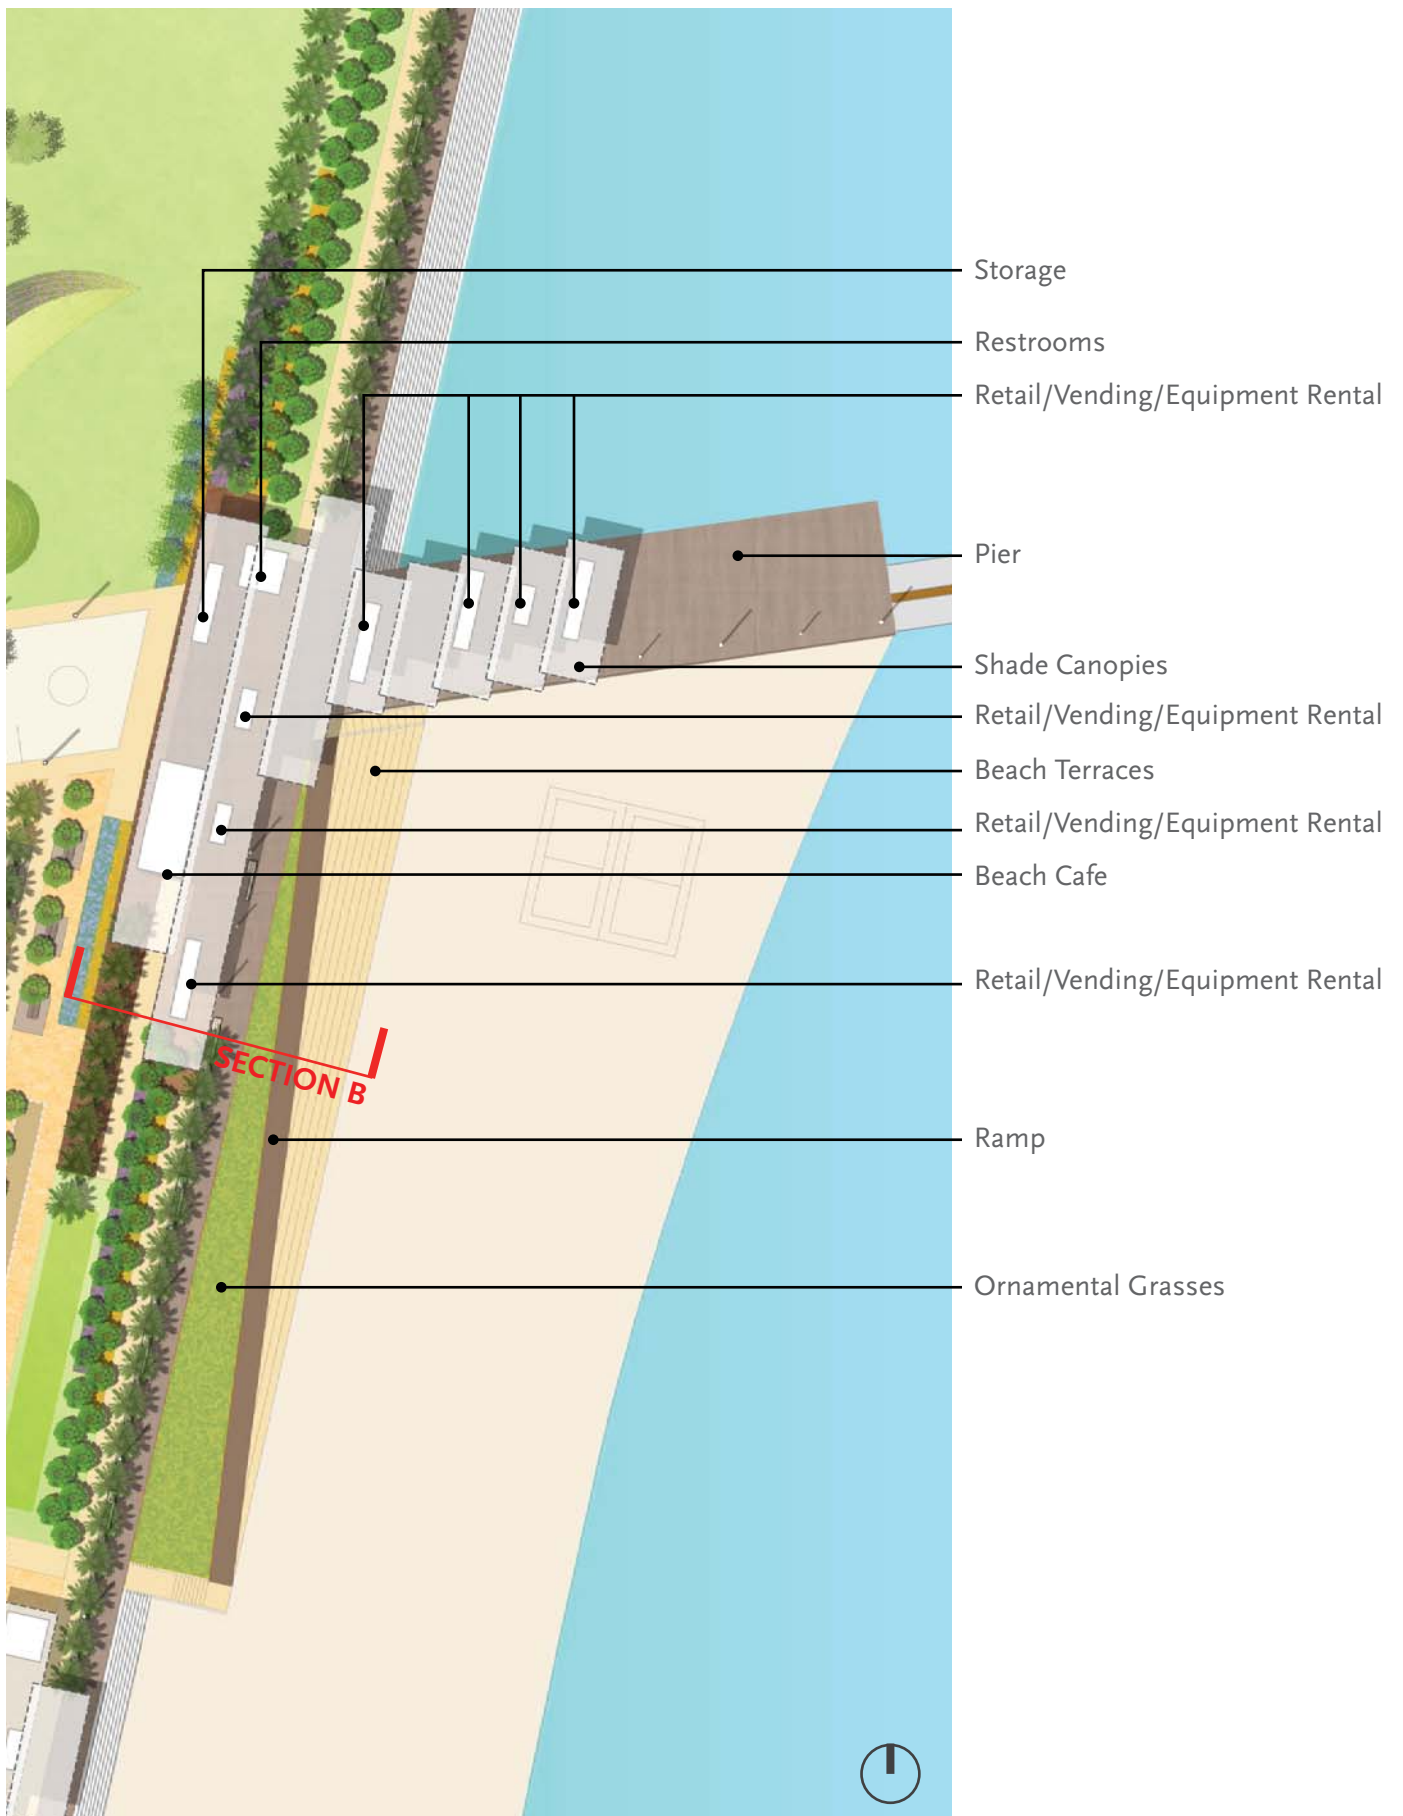 Storage
Restrooms
Retail/Vending/Equipment Rental
Pier
Shade Canopies
Retail/Vending/Equipment Rental
Beach Terraces
Retail/Vending/Equipment Rental
Beach Cafe
Retail/Vending/Equipment Rental
SECTION B
Ramp
Ornamental Grasses